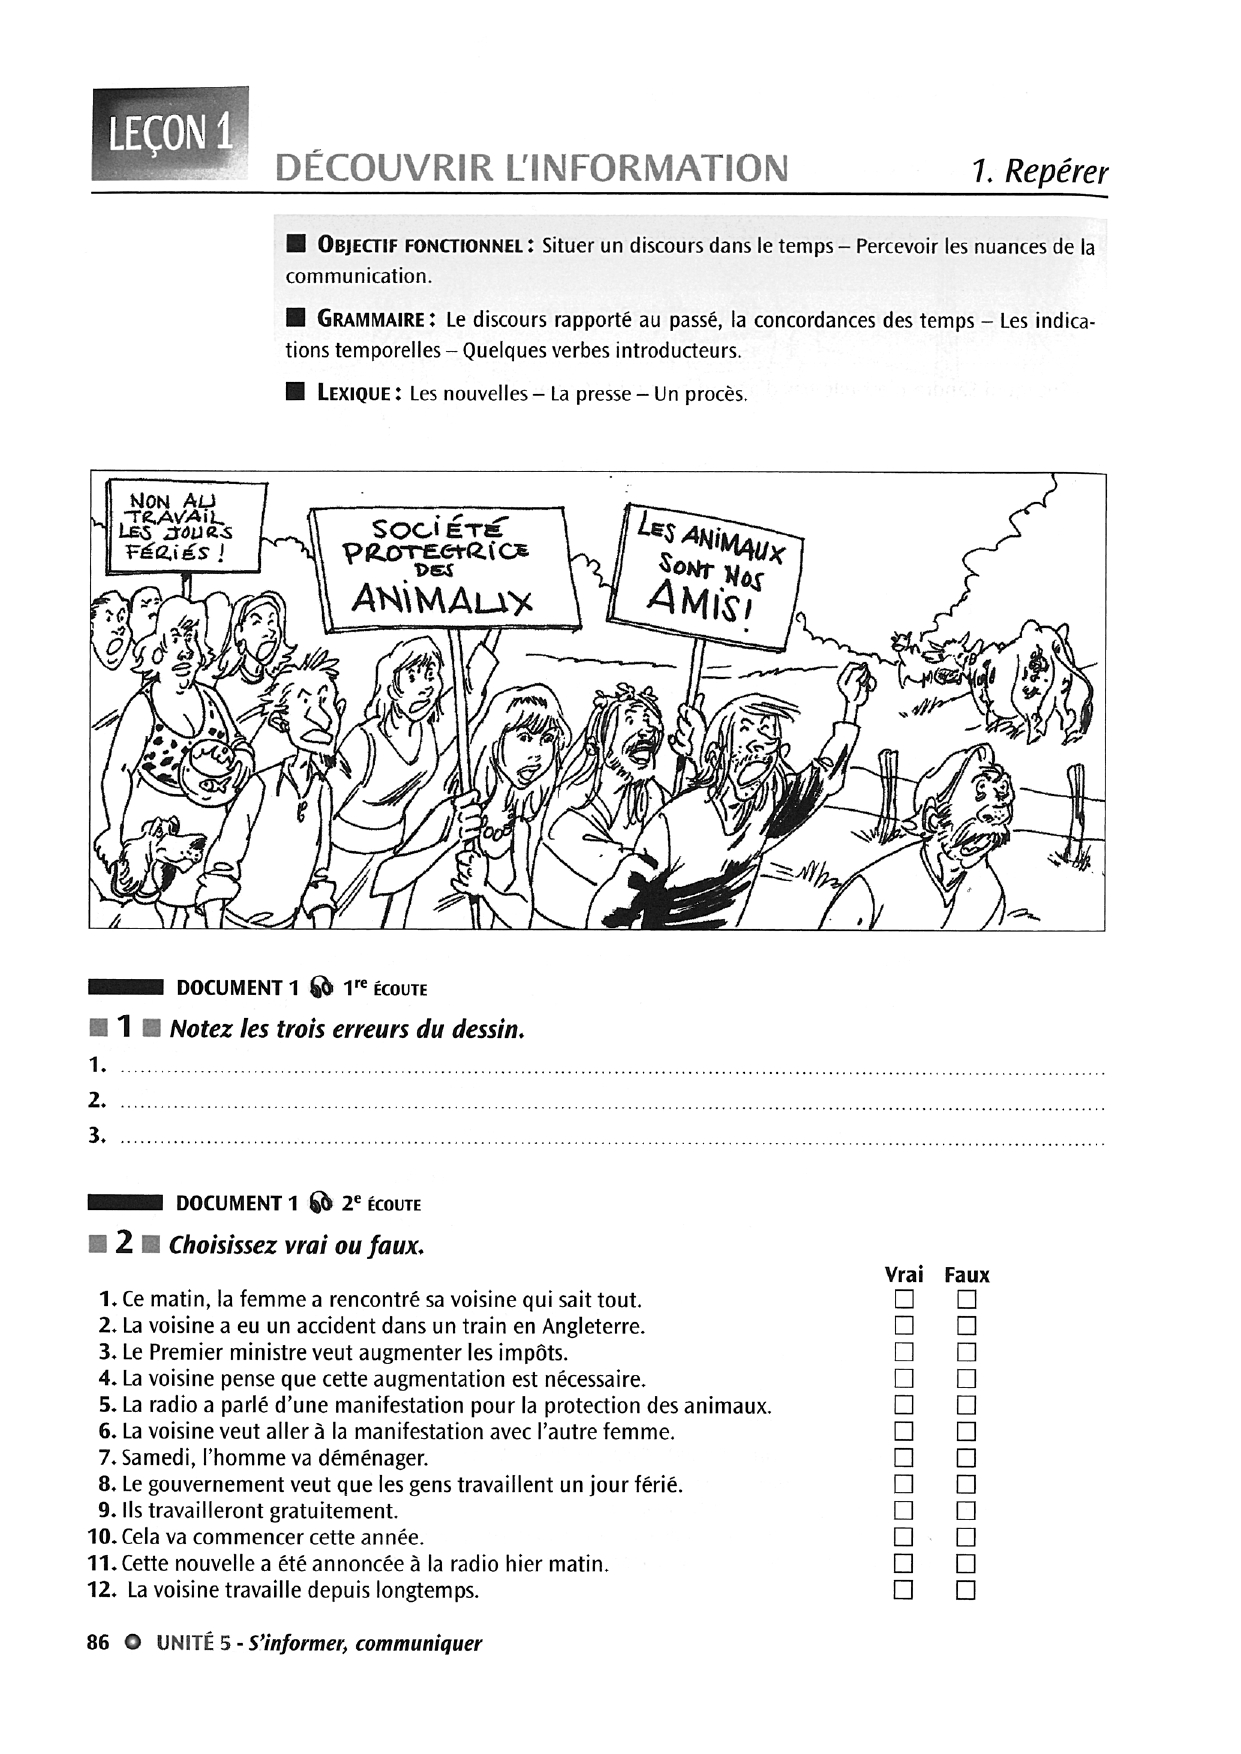 LEÇON 1
DÉCOUVRIR L'INFORMATION
1. Repérer
■ OBJECTIF FONCTIONNEL : Situer un discours dans le temps – Percevoir les nuances de la
communication.
■ GRAMMAIRE : Le discours rapporté au passé, la concordances des temps – Les indica-
tions temporelles – Quelques verbes introducteurs.
■ LEXIQUE : Les nouvelles – La presse – Un procès.
NON AU
TRAVAIL
LES JOURS
FÉRIÉS !
SOCIÉTÉ
PROTECTRICE
DES
ANIMAUX
LES ANIMAUX
SONT NOS
AMIS !
DOCUMENT 1 1re ÉCOUTE
■ 1 ■ Notez les trois erreurs du dessin.
1.
2.
3.
DOCUMENT 1 2e ÉCOUTE
■ 2 ■ Choisissez vrai ou faux.
Vrai Faux
1. Ce matin, la femme a rencontré sa voisine qui sait tout.
2. La voisine a eu un accident dans un train en Angleterre.
3. Le Premier ministre veut augmenter les impôts.
4. La voisine pense que cette augmentation est nécessaire.
5. La radio a parlé d'une manifestation pour la protection des animaux.
6. La voisine veut aller à la manifestation avec l'autre femme.
7. Samedi, l'homme va déménager.
8. Le gouvernement veut que les gens travaillent un jour férié.
9. Ils travailleront gratuitement.
10. Cela va commencer cette année.
11. Cette nouvelle a été annoncée à la radio hier matin.
12. La voisine travaille depuis longtemps.
86 UNITÉ 5 - S'informer, communiquer